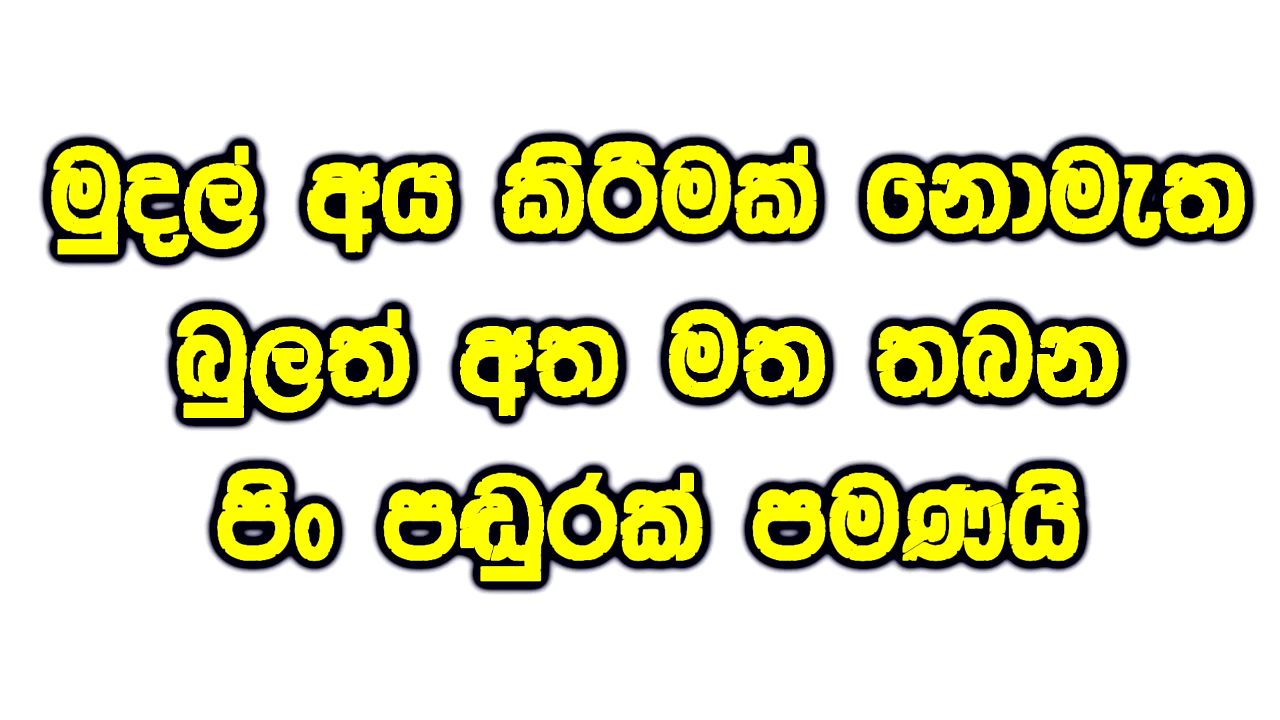 මුදල් අය කිරීමක් නොමැත
බුලත් අත මත තබන
පිං පඬුරක් පමණයි